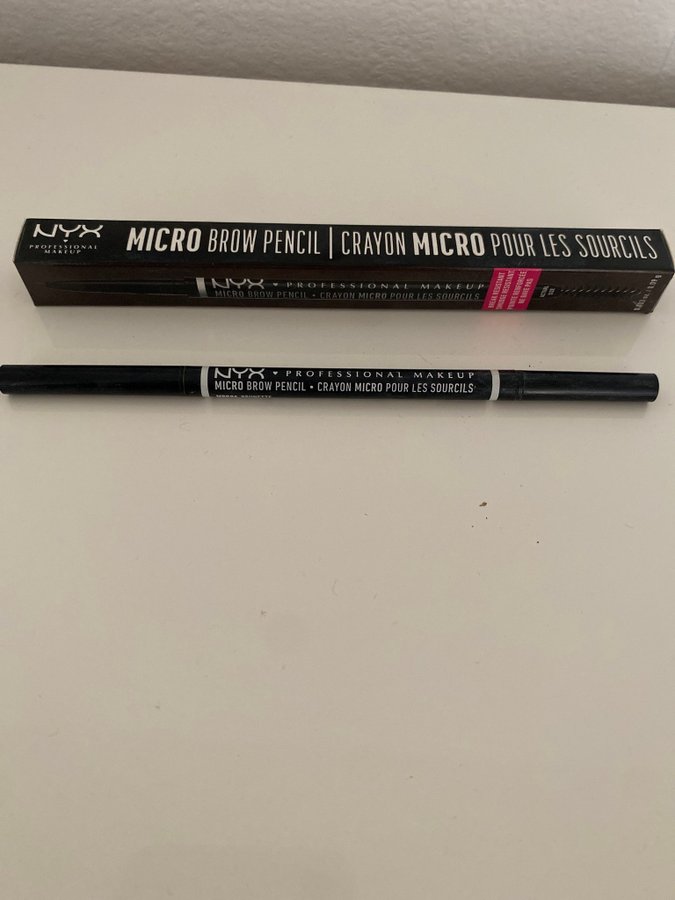 NYX
PROFESSIONAL
MAKEUP
MICRO BROW PENCIL | CRAYON MICRO POUR LES SOURCILS
NYX PROFESSIONAL MAKEUP
MICRO BROW PENCIL • CRAYON MICRO POUR LES SOURCILS
NYX PROFESSIONAL MAKEUP
MICRO BROW PENCIL • CRAYON MICRO POUR LES SOURCILS
BRUNETTE